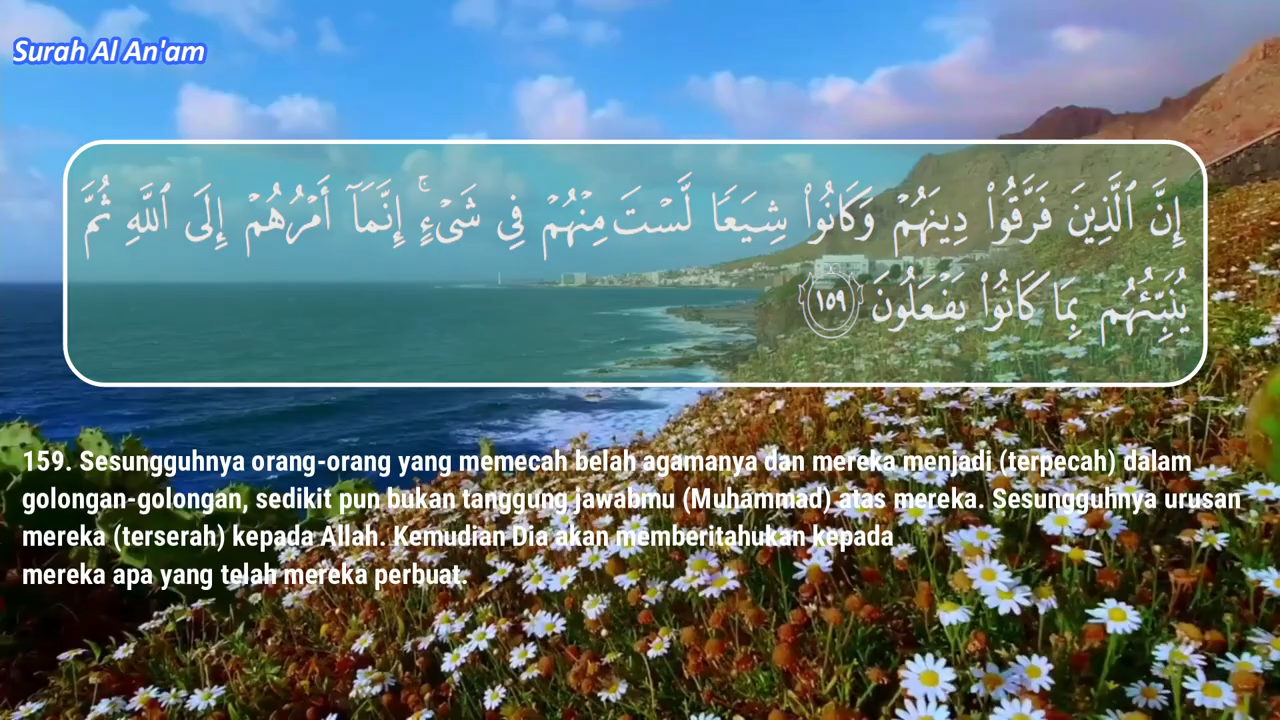 Surah Al An'am
إِنَّ ٱلَّذِينَ فَرَّقُوا۟ دِينَهُمْ وَكَانُوا۟ شِيَعًا لَّسْتَ مِنْهُمْ فِى شَىْءٍ ۚ إِنَّمَآ أَمْرُهُمْ إِلَى ٱللَّهِ ثُمَّ
يُنَبِّئُهُم بِمَا كَانُوا۟ يَفْعَلُونَ ١٥٩
159. Sesungguhnya orang-orang yang memecah belah agamanya dan mereka menjadi (terpecah) dalam
golongan-golongan, sedikit pun bukan tanggung jawabmu (Muhammad) atas mereka. Sesungguhnya urusan
mereka (terserah) kepada Allah. Kemudian Dia akan memberitahukan kepada
mereka apa yang telah mereka perbuat.